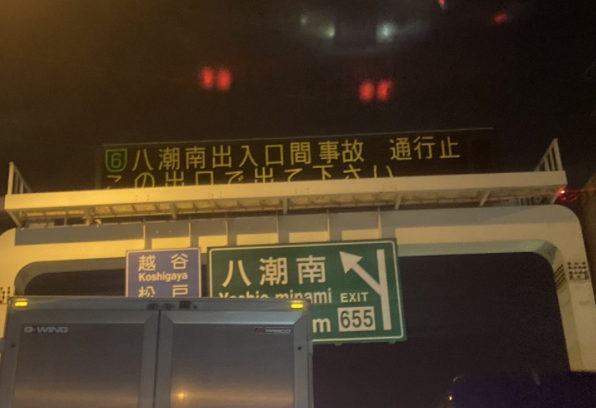 6 八潮南出入口間事故 通行止
この出口で出て下さい
越谷
Koshigaya
松戸
八潮南
Yashio-minami EXIT
m 655
G-WING